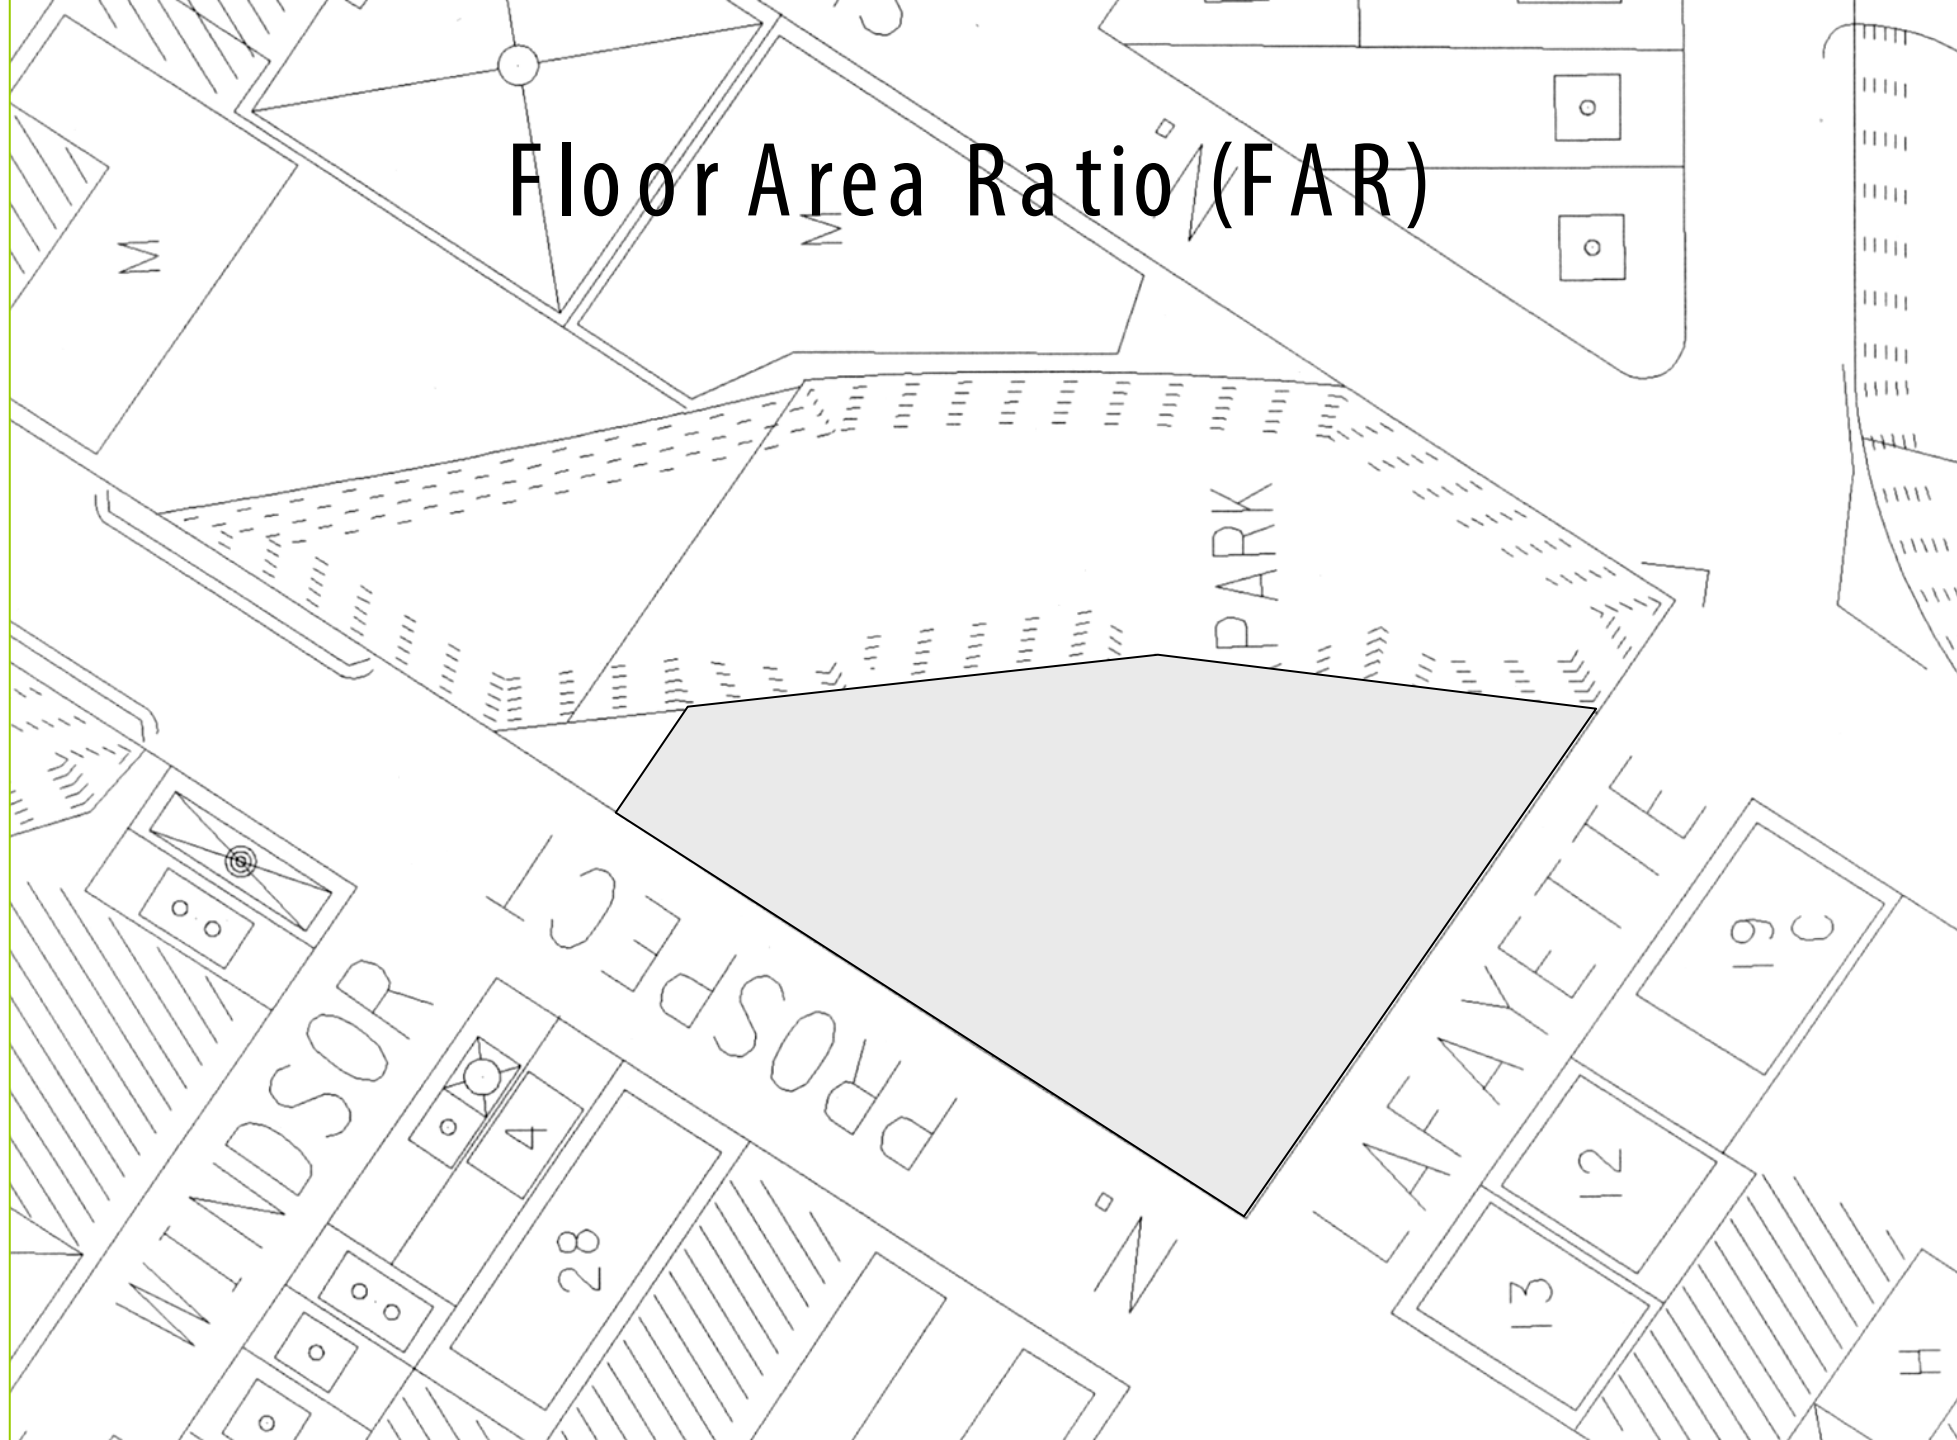 Floor Area Ratio (FAR)
M
M
N.
PARK
N. PROSPECT
LAFAYETTE
WINDSOR
19
C
12
13
4
28
H